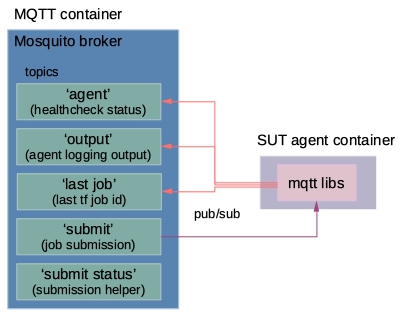 MQTT container
Mosquito broker
topics
‘agent’
(healthcheck status)
‘output’
(agent logging output)
‘last job’
(last tf job id)
‘submit’
(job submission)
‘submit status’
(submission helper)
SUT agent container
mqtt libs
pub/sub